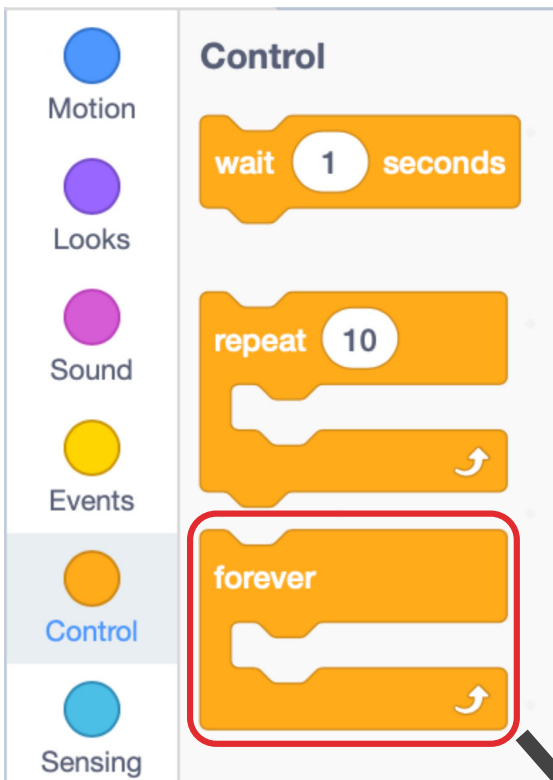 Motion
Looks
Sound
Events
Control
Sensing
Control
wait 1 seconds
repeat 10
forever